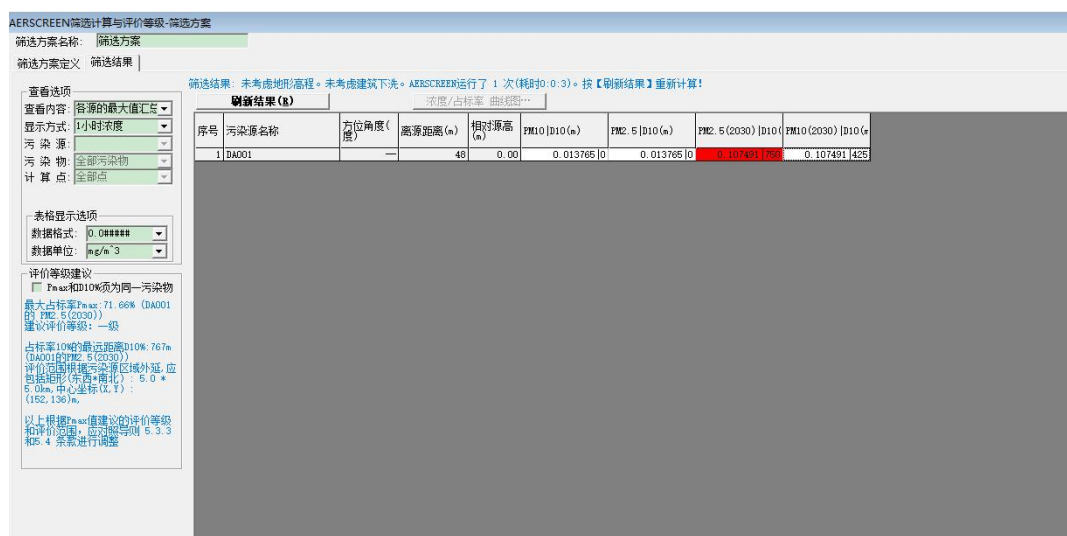 AERSCREEN筛选计算与评价等级-筛选方案
筛选方案名称: 筛选方案
筛选方案定义 筛选结果
筛选结果: 未考虑地形高程。未考虑建筑下洗。AERSCREEN运行了 1 次(耗时0:0:3)。按【刷新结果】重新计算!
查看选项
查看内容: 各源的最大值汇总
显示方式: 1小时浓度
污 染 源:
污 染 物: 全部污染物
计 算 点: 全部点
表格显示选项
数据格式: 0.0#####
数据单位: mg/m^3
评价等级建议
Pmax和D10%须为同一污染物
最大占标率Pmax:71.66% (DA001
的 PM2.5(2030))
建议评价等级: 一级
占标率10%的最远距离D10%:767m
(DA001的PM2.5(2030))
评价范围根据污染源区域外延,应
包括矩形(东西*南北): 5.0 *
5.0km,中心坐标(X,Y):
(152,136)m,
以上根据Pmax值建议的评价等级
和评价范围,应对照导则 5.3.3
和5.4 条款进行调整
刷新结果(R) 浓度/占标率 曲线图…
序号 污染源名称 方位角度(度) 离源距离(m) 相对源高(m) PM10|D10(m) PM2.5|D10(m) PM2.5(2030)|D10( PM10(2030)|D10(m
1 DA001 — 48 0.00 0.013765|0 0.013765|0 0.107491|750 0.107491|425